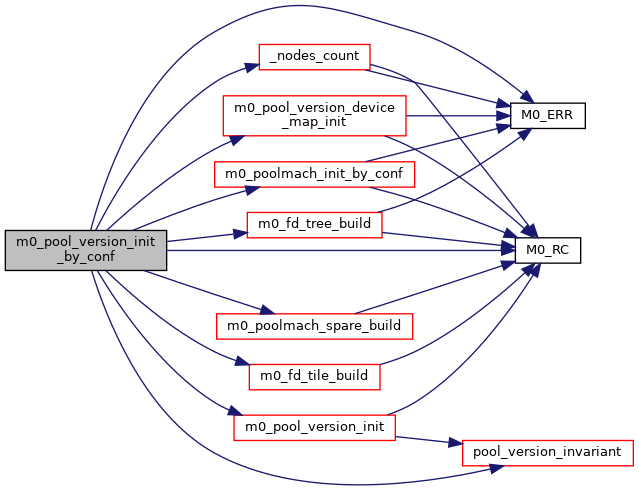 _nodes_count
m0_pool_version_device
_map_init
M0_ERR
m0_poolmach_init_by_conf
m0_fd_tree_build
m0_pool_version_init
_by_conf
M0_RC
m0_poolmach_spare_build
m0_fd_tile_build
m0_pool_version_init
pool_version_invariant